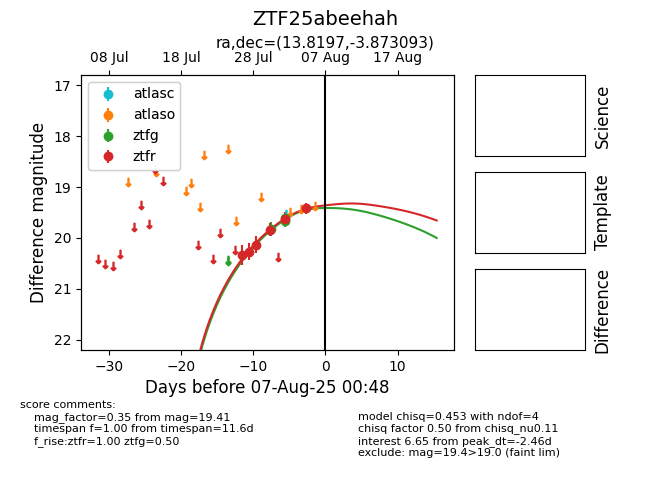 ZTF25abeehah
ra,dec=(13.8197,-3.873093)
08 Jul 18 Jul 28 Jul 07 Aug 17 Aug
17
18
19
20
21
22
Difference magnitude
atlasc
atlaso
ztfg
ztfr
−30 −20 −10 0 10
Days before 07-Aug-25 00:48
Science
Template
Difference
score comments:
mag_factor=0.35 from mag=19.41
timespan f=1.00 from timespan=11.6d
f_rise:ztfr=1.00 ztfg=0.50
model chisq=0.453 with ndof=4
chisq factor 0.50 from chisq_nu0.11
interest 6.65 from peak_dt=-2.46d
exclude: mag=19.4>19.0 (faint lim)